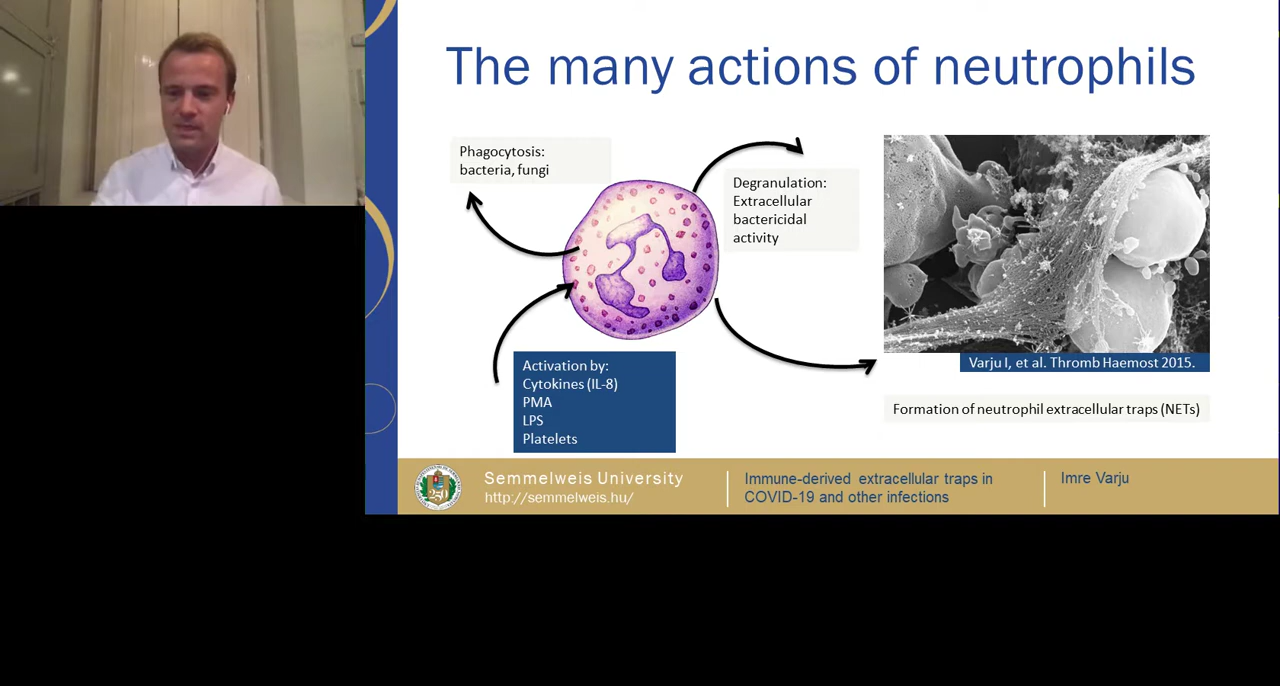 The many actions of neutrophils
Phagocytosis:
bacteria, fungi
Degranulation:
Extracellular
bactericidal
activity
Activation by:
Cytokines (IL-8)
PMA
LPS
Platelets
Varju I, et al. Thromb Haemost 2015.
Formation of neutrophil extracellular traps (NETs)
250
Semmelweis University
http://semmelweis.hu/
Immune-derived extracellular traps in
COVID-19 and other infections
Imre Varju